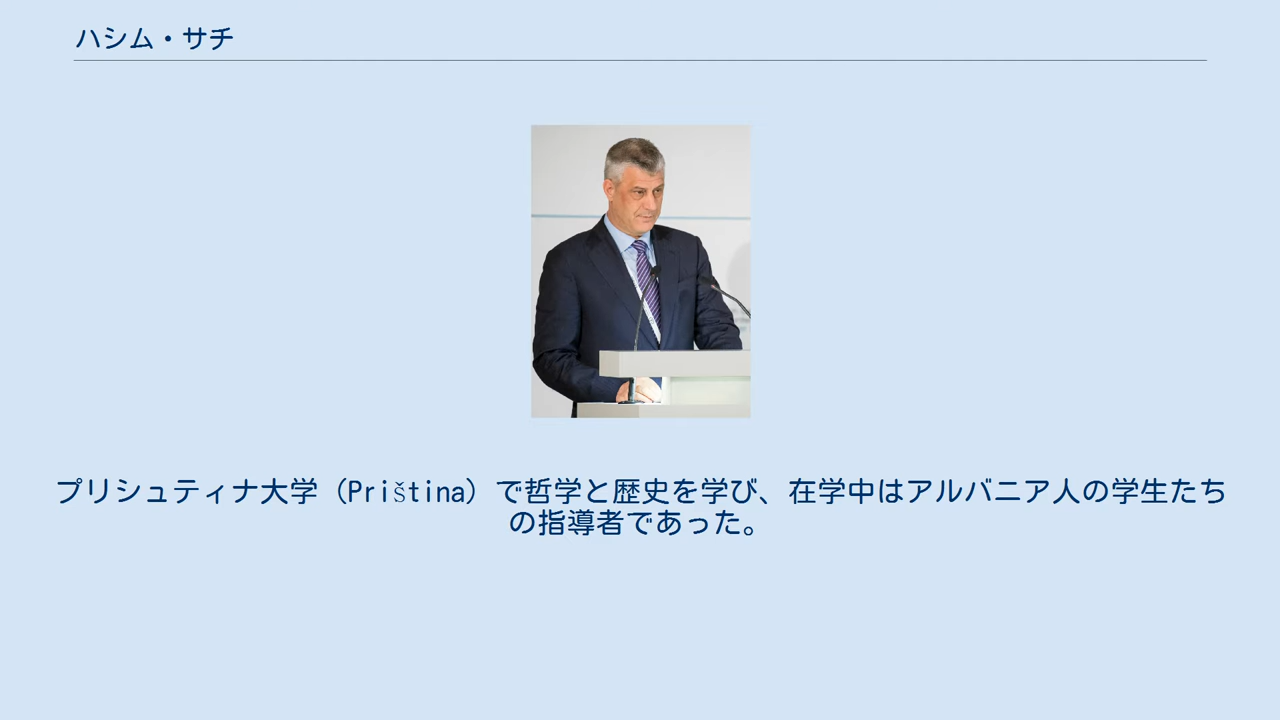 ハシム・サチ
プリシュティナ大学（Priština）で哲学と歴史を学び、在学中はアルバニア人の学生たち
の指導者であった。